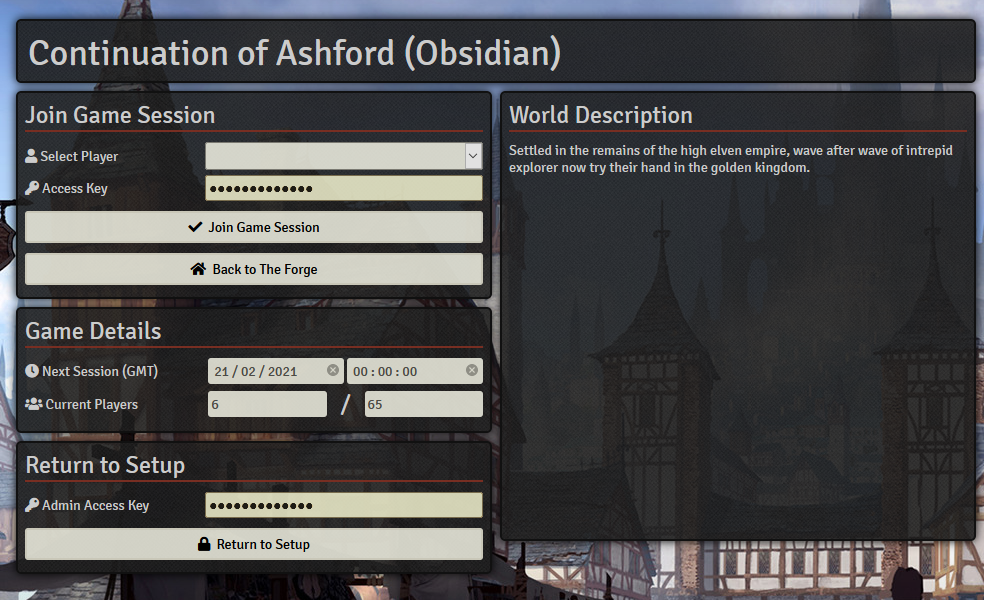 Continuation of Ashford (Obsidian)
Join Game Session
Select Player
Access Key
•••••••••••••
Join Game Session
Back to The Forge
Game Details
Next Session (GMT) 21 / 02 / 2021 00 : 00 : 00
Current Players 6 / 65
Return to Setup
Admin Access Key •••••••••••••
Return to Setup
World Description
Settled in the remains of the high elven empire, wave after wave of intrepid
explorer now try their hand in the golden kingdom.